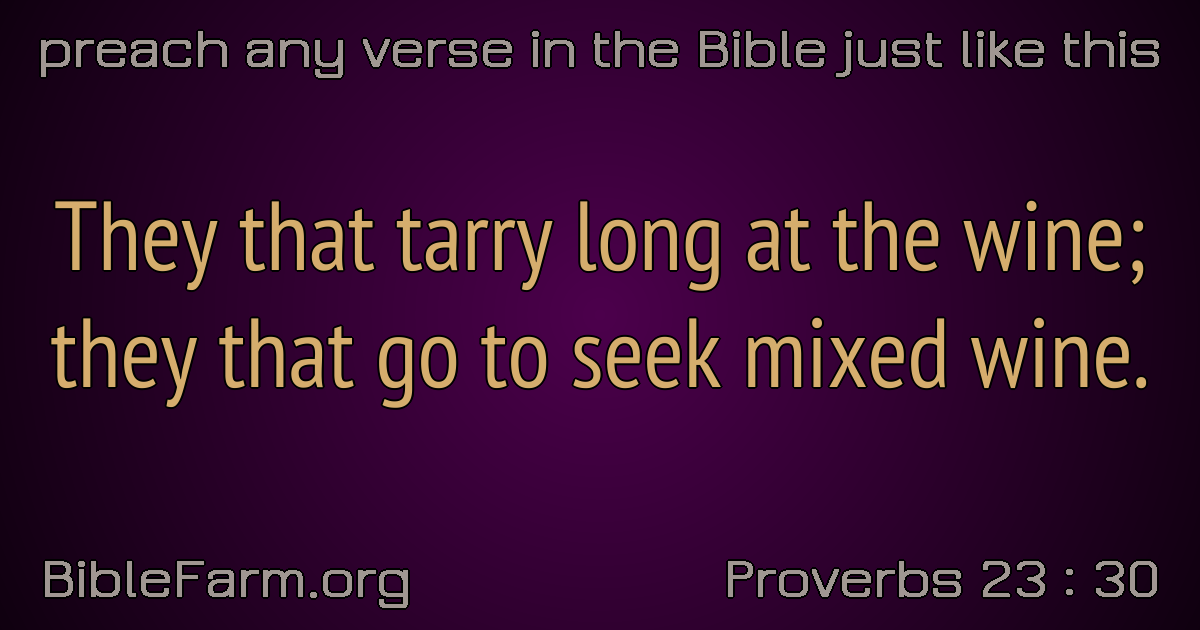 preach any verse in the Bible just like this
They that tarry long at the wine;
they that go to seek mixed wine.
BibleFarm.org
Proverbs 23 : 30